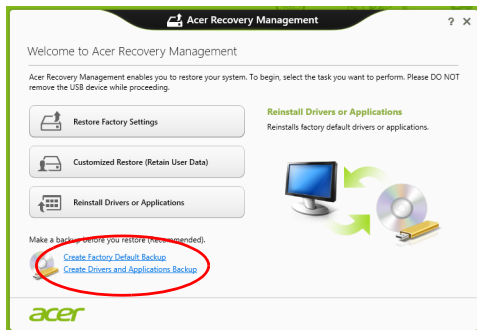 Acer Recovery Management
? X
Welcome to Acer Recovery Management
Acer Recovery Management enables you to restore your system. To begin, select the task you want to perform. Please DO NOT
remove the USB device while proceeding.
Restore Factory Settings
Customized Restore (Retain User Data)
Reinstall Drivers or Applications
Reinstall Drivers or Applications
Reinstalls factory default drivers or applications.
Make a backup before you restore (Recommended).
Create Factory Default Backup
Create Drivers and Applications Backup
acer